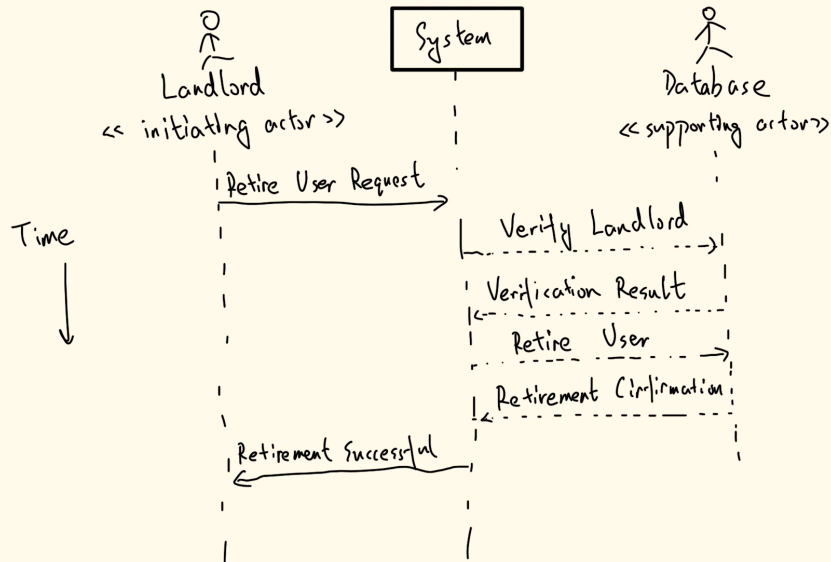 System
Landlord
<< initiating actor >>
Database
<< supporting actor >>
Retire User Request
Time
Verify Landlord
Verification Result
Retire User
Retirement Cinfirmation
Retirement Successful